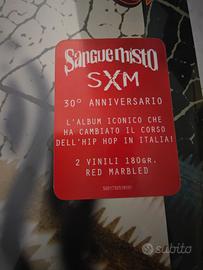 Sangue Misto
SXM
30° ANNIVERSARIO
L'ALBUM ICONICO CHE
HA CAMBIATO IL CORSO
DELL'HIP HOP IN ITALIA!
2 VINILI 180GR.
RED MARBLED
subito